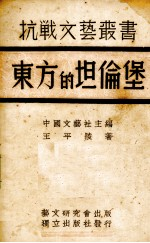 抗戰文藝叢書
東方的坦倫堡
中國文藝社主編
王平陵著
藝文研究會出版
獨立出版社發行